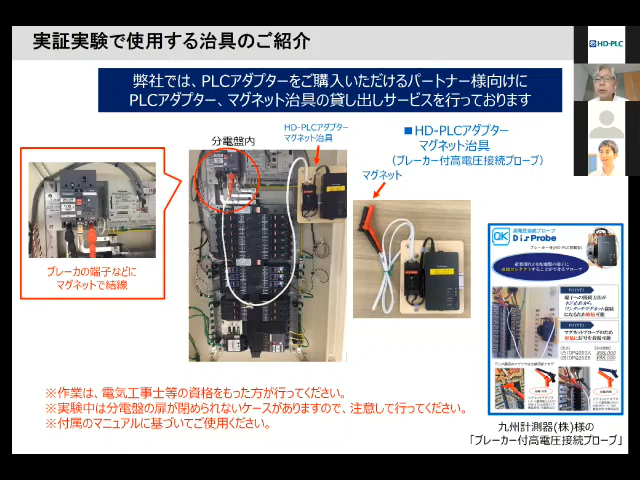 実証実験で使用する治具のご紹介
HD-PLC
弊社では、PLCアダプターをご購入いただけるパートナー様向けに
PLCアダプター、マグネット治具の貸し出しサービスを行っております
分電盤内
HD-PLCアダプター
マグネット治具
■HD-PLCアダプター
マグネット治具
(ブレーカー付高電圧接続プローブ)
マグネット
ブレーカの端子などに
マグネットで結線
高電圧接続プローブ
DisProbe
※作業は、電気工事士等の資格をもった方が行ってください。
※実験中は分電盤の扉が閉められないケースがありますので、注意して行ってください。
※付属のマニュアルに基づいてご使用ください。
九州計測器(株)様の
「ブレーカー付高電圧接続プローブ」